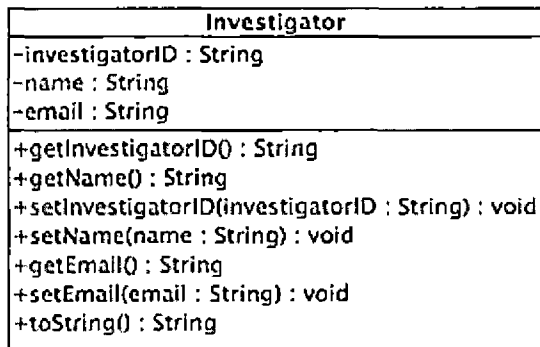 Investigator
-investigatorID : String
-name : String
-email : String
+getInvestigatorID() : String
+getName() : String
+setInvestigatorID(investigatorID : String) : void
+setName(name : String) : void
+getEmail() : String
+setEmail(email : String) : void
+toString() : String